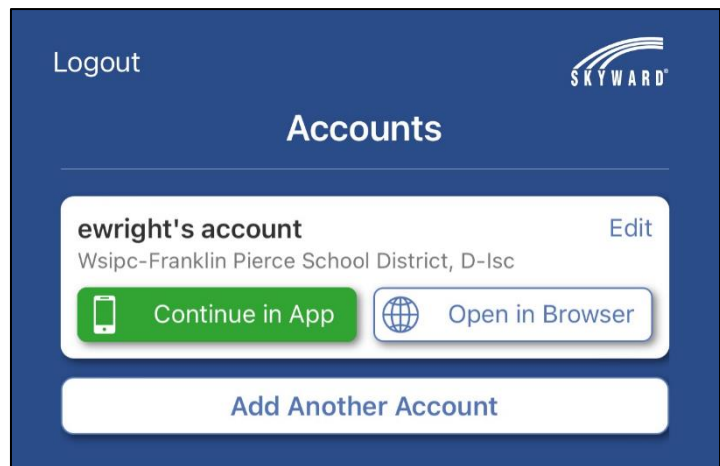 Logout
SKYWARD®
Accounts
ewright's account
Edit
Wsipc-Franklin Pierce School District, D-Isc
Continue in App
Open in Browser
Add Another Account